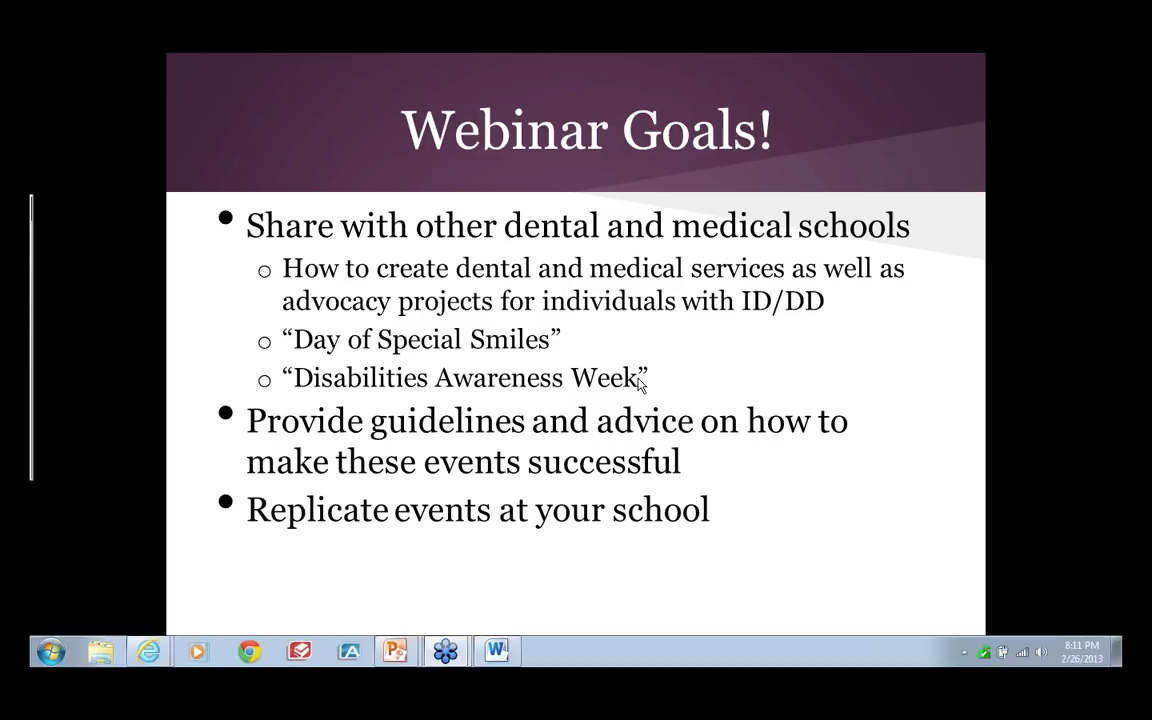 Webinar Goals!
• Share with other dental and medical schools
o How to create dental and medical services as well as
advocacy projects for individuals with ID/DD
o “Day of Special Smiles”
o “Disabilities Awareness Week”
• Provide guidelines and advice on how to
make these events successful
• Replicate events at your school
8:11 PM
2/26/2013